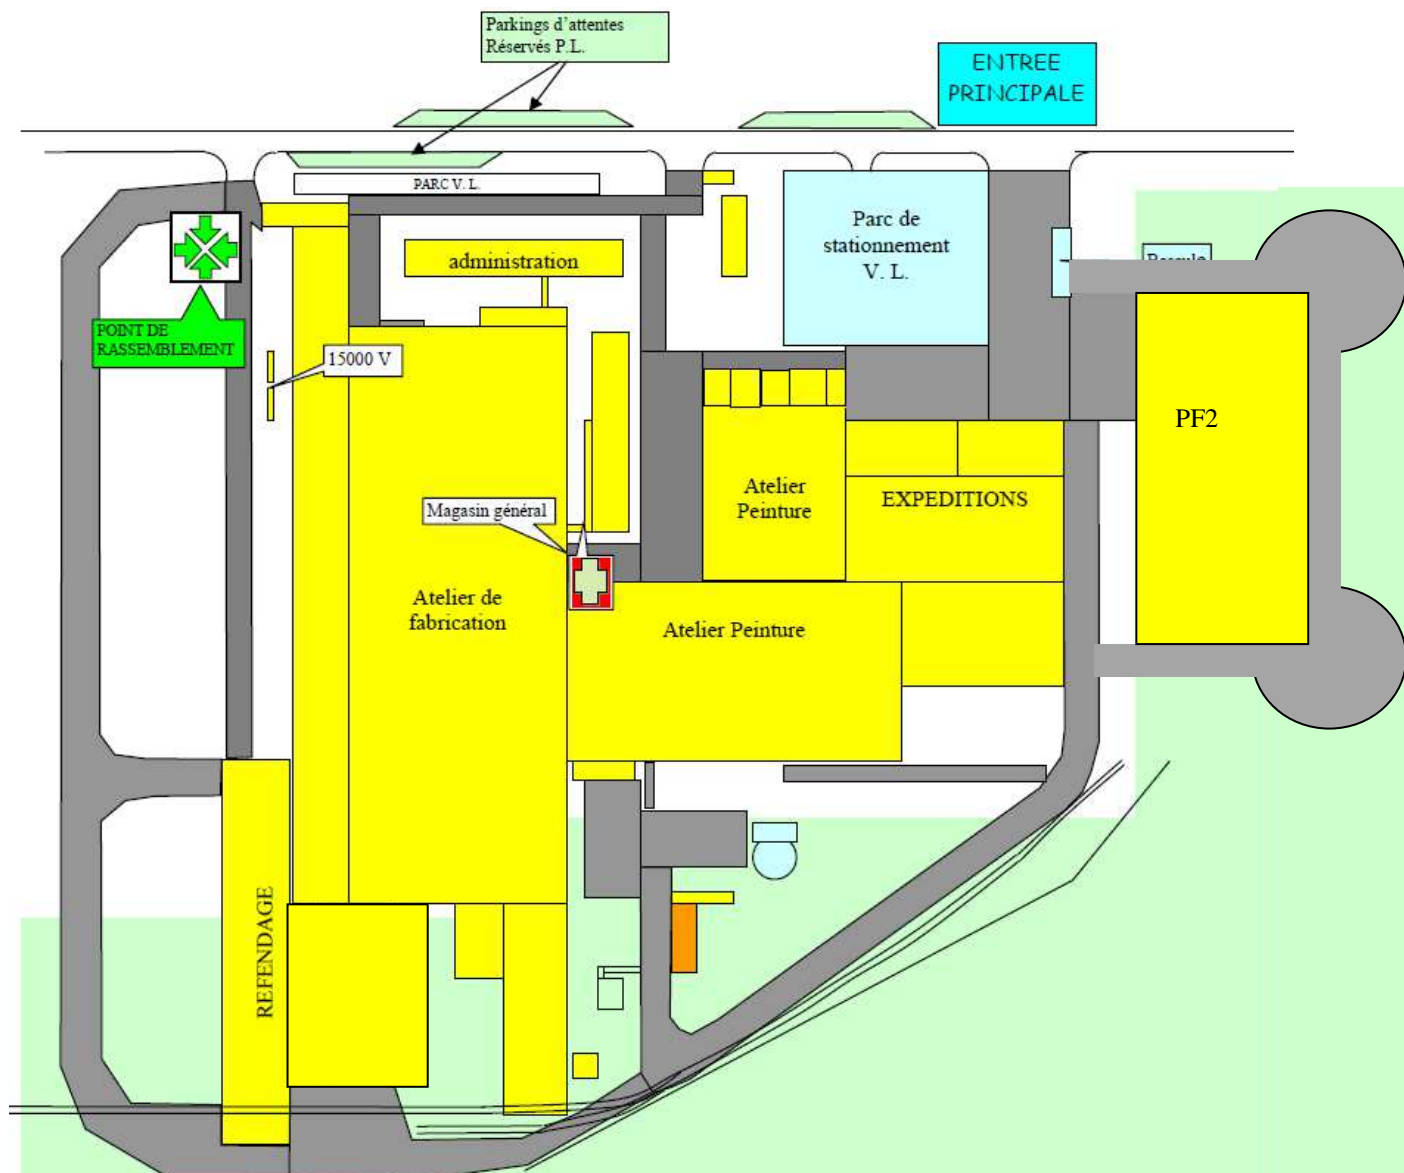 Parkings d'attentes
Réservés P.L.
ENTREE
PRINCIPALE
PARC V. L.
Parc de
stationnement
V. L.
administration
POINT DE
RASSEMBLEMENT
15000 V
PF2
Atelier
Peinture
EXPEDITIONS
Magasin général
Atelier de
fabrication
Atelier Peinture
REFENDAGE